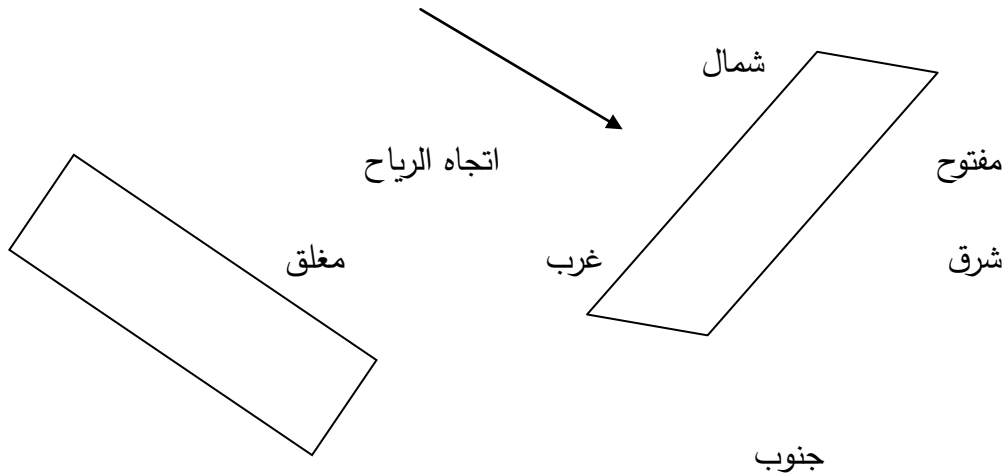 شمال
مفتوح
اتجاه الرياح
شرق
غرب
مغلق
جنوب